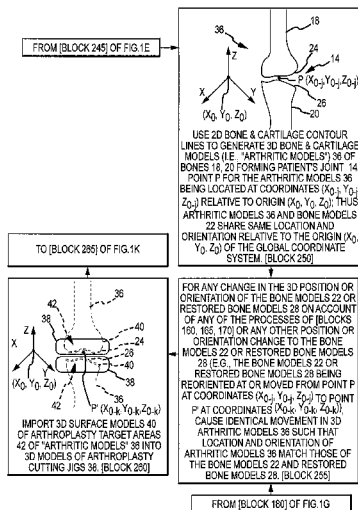 FROM [BLOCK 245] OF FIG.1E
36
18
24
14
P (X0-j, Y0-j, Z0-j)
26
20
Z
X
Y
(X0, Y0, Z0)
USE 2D BONE & CARTILAGE CONTOUR
LINES TO GENERATE 3D BONE & CARTILAGE
MODELS (I.E., "ARTHRITIC MODELS") 36 OF
BONES 18, 20 FORMING PATIENT'S JOINT 14.
POINT P FOR THE ARTHRITIC MODELS 36
BEING LOCATED AT COORDINATES (X0-j, Y0-j,
Z0-j) RELATIVE TO ORIGIN (X0, Y0, Z0); THUS
ARTHRITIC MODELS 36 AND BONE MODELS
22 SHARE SAME LOCATION AND
ORIENTATION RELATIVE TO THE ORIGIN (X0,
Y0, Z0) OF THE GLOBAL COORDINATE
SYSTEM. [BLOCK 250]
TO [BLOCK 265] OF FIG.1K
FOR ANY CHANGE IN THE 3D POSITION OR
ORIENTATION OF THE BONE MODELS 22 OR
RESTORED BONE MODELS 28 ON ACCOUNT
OF ANY OF THE PROCESSES OF [BLOCKS
160, 165, 170] OR ANY OTHER POSITION
OR ORIENTATION CHANGE TO THE BONE
MODELS 22 OR RESTORED BONE MODELS
28 (E.G., THE BONE MODELS 22 OR
RESTORED BONE MODELS 28 BEING
REORIENTED AT OR MOVED FROM POINT P
AT COORDINATES (X0-j, Y0-j, Z0-j) TO POINT
P' AT COORDINATES (X0-k, Y0-k, Z0-k)),
CAUSE IDENTICAL MOVEMENT IN 3D
ARTHRITIC MODELS 36 SUCH THAT
LOCATION AND ORIENTATION OF
ARTHRITIC MODELS 36 MATCH THOSE OF
THE BONE MODELS 22 AND RESTORED
BONE MODELS 28. [BLOCK 255]
42
36
38
40
24
26
40
38
42
Z
X
Y
(X0, Y0, Z0)
P' (X0-k, Y0-k, Z0-k)
IMPORT 3D SURFACE MODELS 40
OF ARTHROPLASTY TARGET AREAS
42 OF "ARTHRITIC MODELS" 36 INTO
3D MODELS OF ARTHROPLASTY
CUTTING JIGS 38. [BLOCK 260]
FROM [BLOCK 180] OF FIG.1G